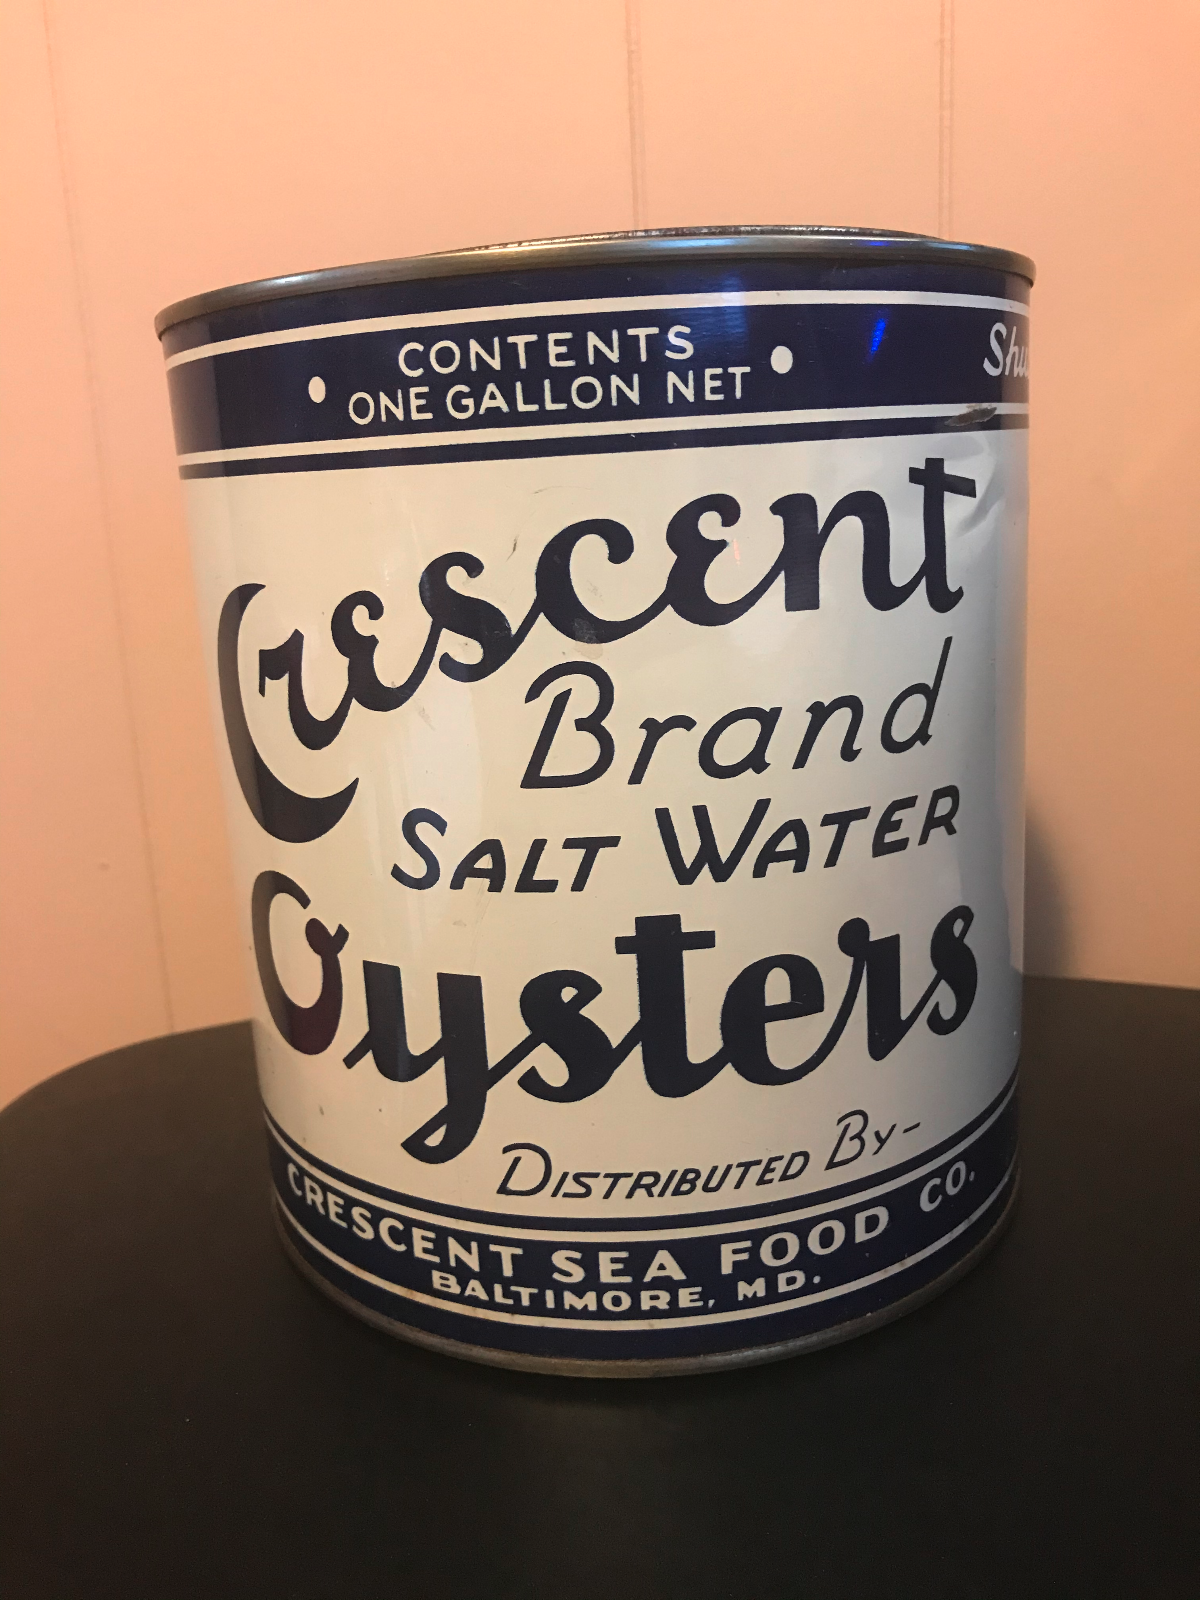 CONTENTS
ONE GALLON NET
Crescent
Brand
SALT WATER
Oysters
DISTRIBUTED BY-
CRESCENT SEA FOOD CO.
BALTIMORE, MD.